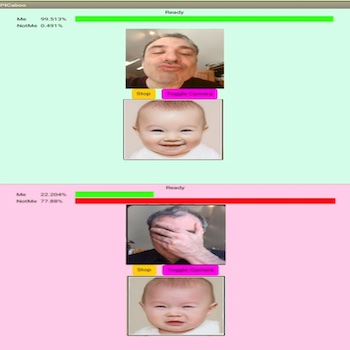 PICaboo
Ready
Me 99.513%
NotMe 0.491%
Stop Toggle Camera
Ready
Me 22.204%
NotMe 77.88%
Stop Toggle Camera